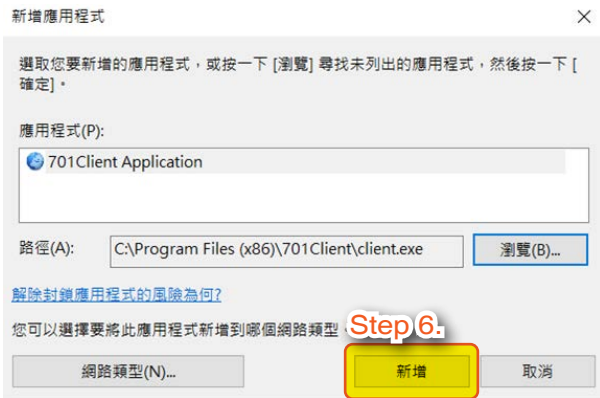 新增應用程式
選取您要新增的應用程式，或按一下 [瀏覽] 尋找未列出的應用程式，然後按一下 [
確定]。
應用程式(P):
701Client Application
路徑(A):
C:\Program Files (x86)\701Client\client.exe
瀏覽(B)...
解除封鎖應用程式的風險為何?
您可以選擇要將此應用程式新增到哪個網路類型。
Step 6.
網路類型(N)...
新增
取消